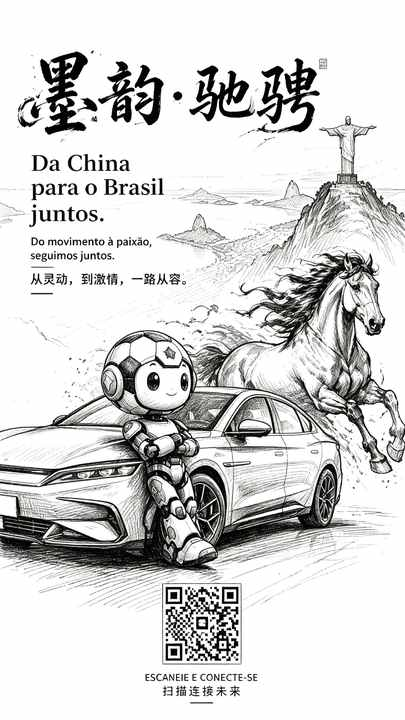 墨韵·驰骋
Da China
para o Brasil
juntos.
Do movimento à paixão,
seguimos juntos.
从灵动，到激情，一路从容。
ESCANEIE E CONECTE-SE
扫描连接未来